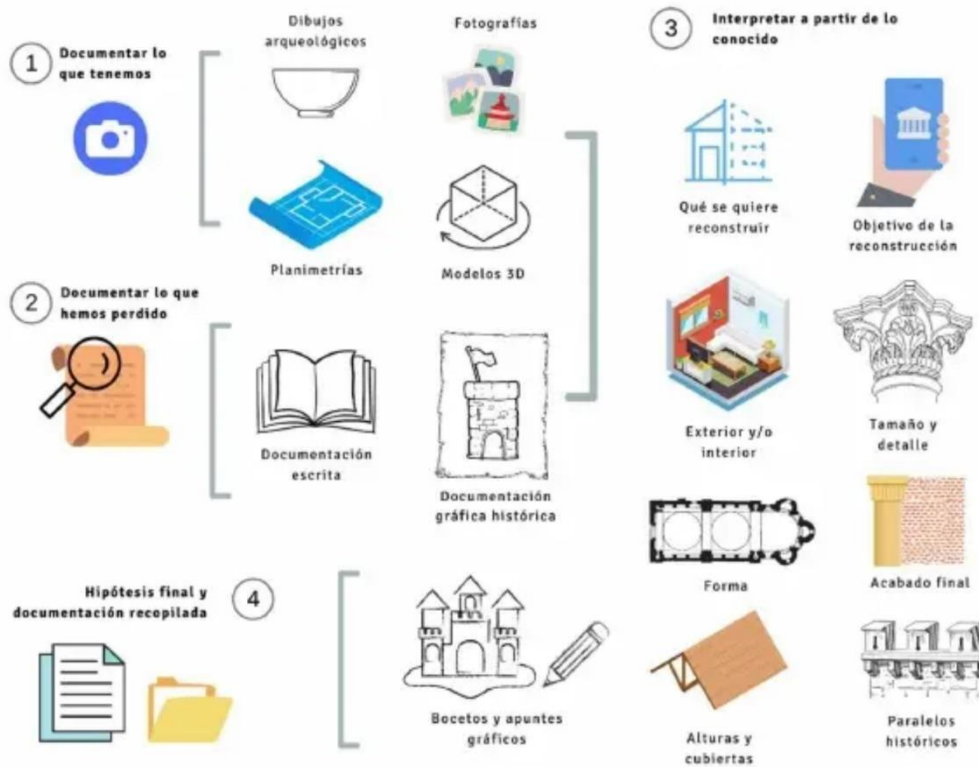 1
Documentar lo
que tenemos
Dibujos
arqueológicos
Fotografías
Planimetrías
Modelos 3D
2
Documentar lo que
hemos perdido
Documentación
escrita
Documentación
gráfica histórica
3
Interpretar a partir de lo
conocido
Qué se quiere
reconstruir
Objetivo de la
reconstrucción
Exterior y/o
interior
Tamaño y
detalle
Forma
Acabado final
Alturas y
cubiertas
Paralelos
históricos
Hipótesis final y
documentación recopilada
4
Bocetos y apuntes
gráficos